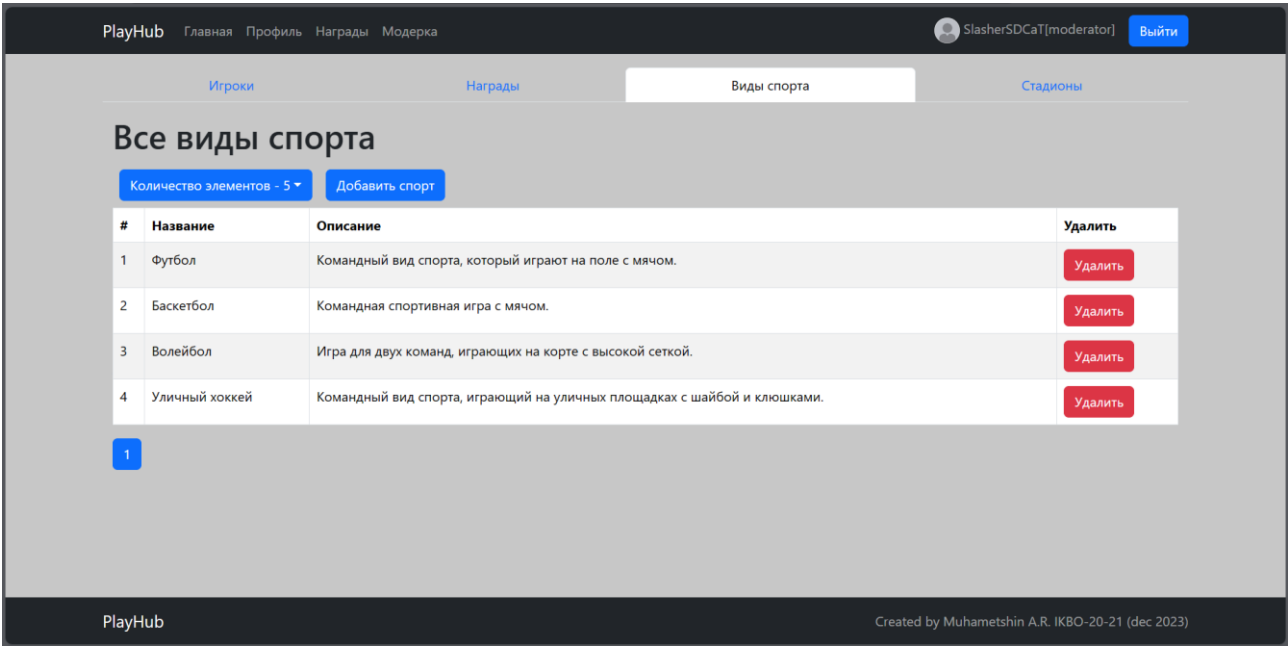 PlayHub Главная Профиль Награды Модерка SlasherSDCaT[moderator] Выйти
Игроки Награды Виды спорта Стадионы
Все виды спорта
Количество элементов - 5 Добавить спорт
# Название Описание Удалить
1 Футбол Командный вид спорта, который играют на поле с мячом. Удалить
2 Баскетбол Командная спортивная игра с мячом. Удалить
3 Волейбол Игра для двух команд, играющих на корте с высокой сеткой. Удалить
4 Уличный хоккей Командный вид спорта, играющий на уличных площадках с шайбой и клюшками. Удалить
1
PlayHub Created by Muhametshin A.R. IKBO-20-21 (dec 2023)